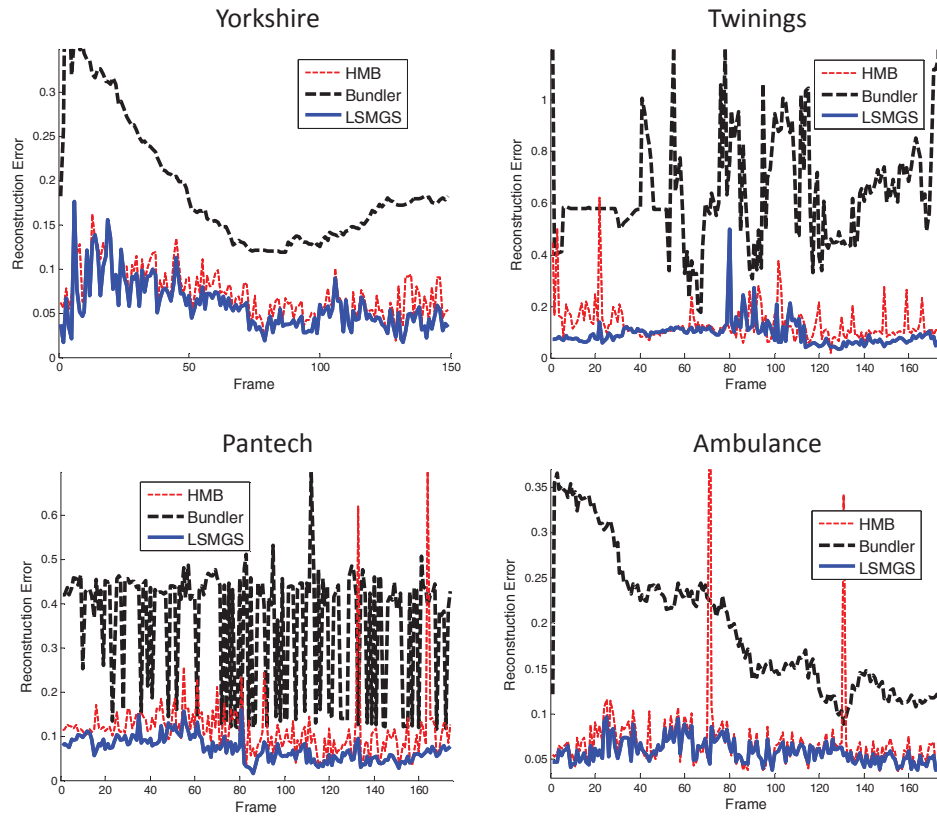 Yorkshire
0.3
0.25
0.2
0.15
0.1
0.05
0
Reconstruction Error
HMB
Bundler
LSMGS
0 50 100 150
Frame
Twinings
1
0.8
0.6
0.4
0.2
0
Reconstruction Error
HMB
Bundler
LSMGS
0 20 40 60 80 100 120 140 160
Frame
Pantech
0.6
0.5
0.4
0.3
0.2
0.1
0
Reconstruction Error
HMB
Bundler
LSMGS
0 20 40 60 80 100 120 140 160
Frame
Ambulance
0.35
0.3
0.25
0.2
0.15
0.1
0.05
Reconstruction Error
HMB
Bundler
LSMGS
0 20 40 60 80 100 120 140 160
Frame